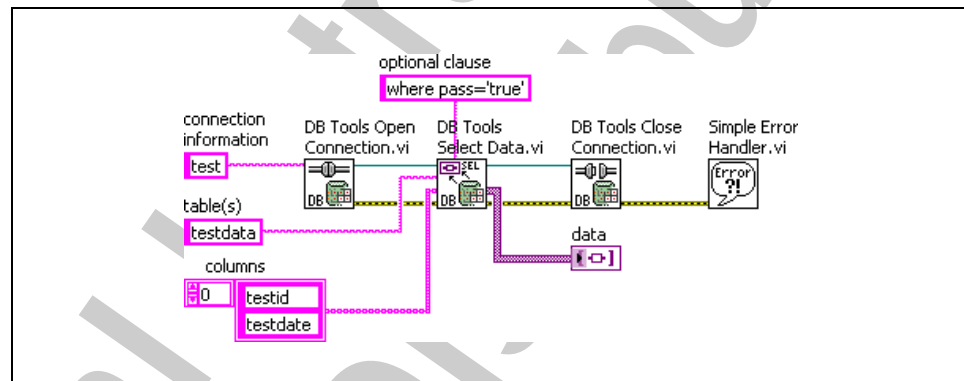 optional clause
where pass='true'
connection
information
DB Tools Open
Connection.vi
DB Tools
Select Data.vi
DB Tools Close
Connection.vi
Simple Error
Handler.vi
test
DB
SEL
DB
DB
Error
?!
table(s)
testdata
data
columns
0
testid
testdate